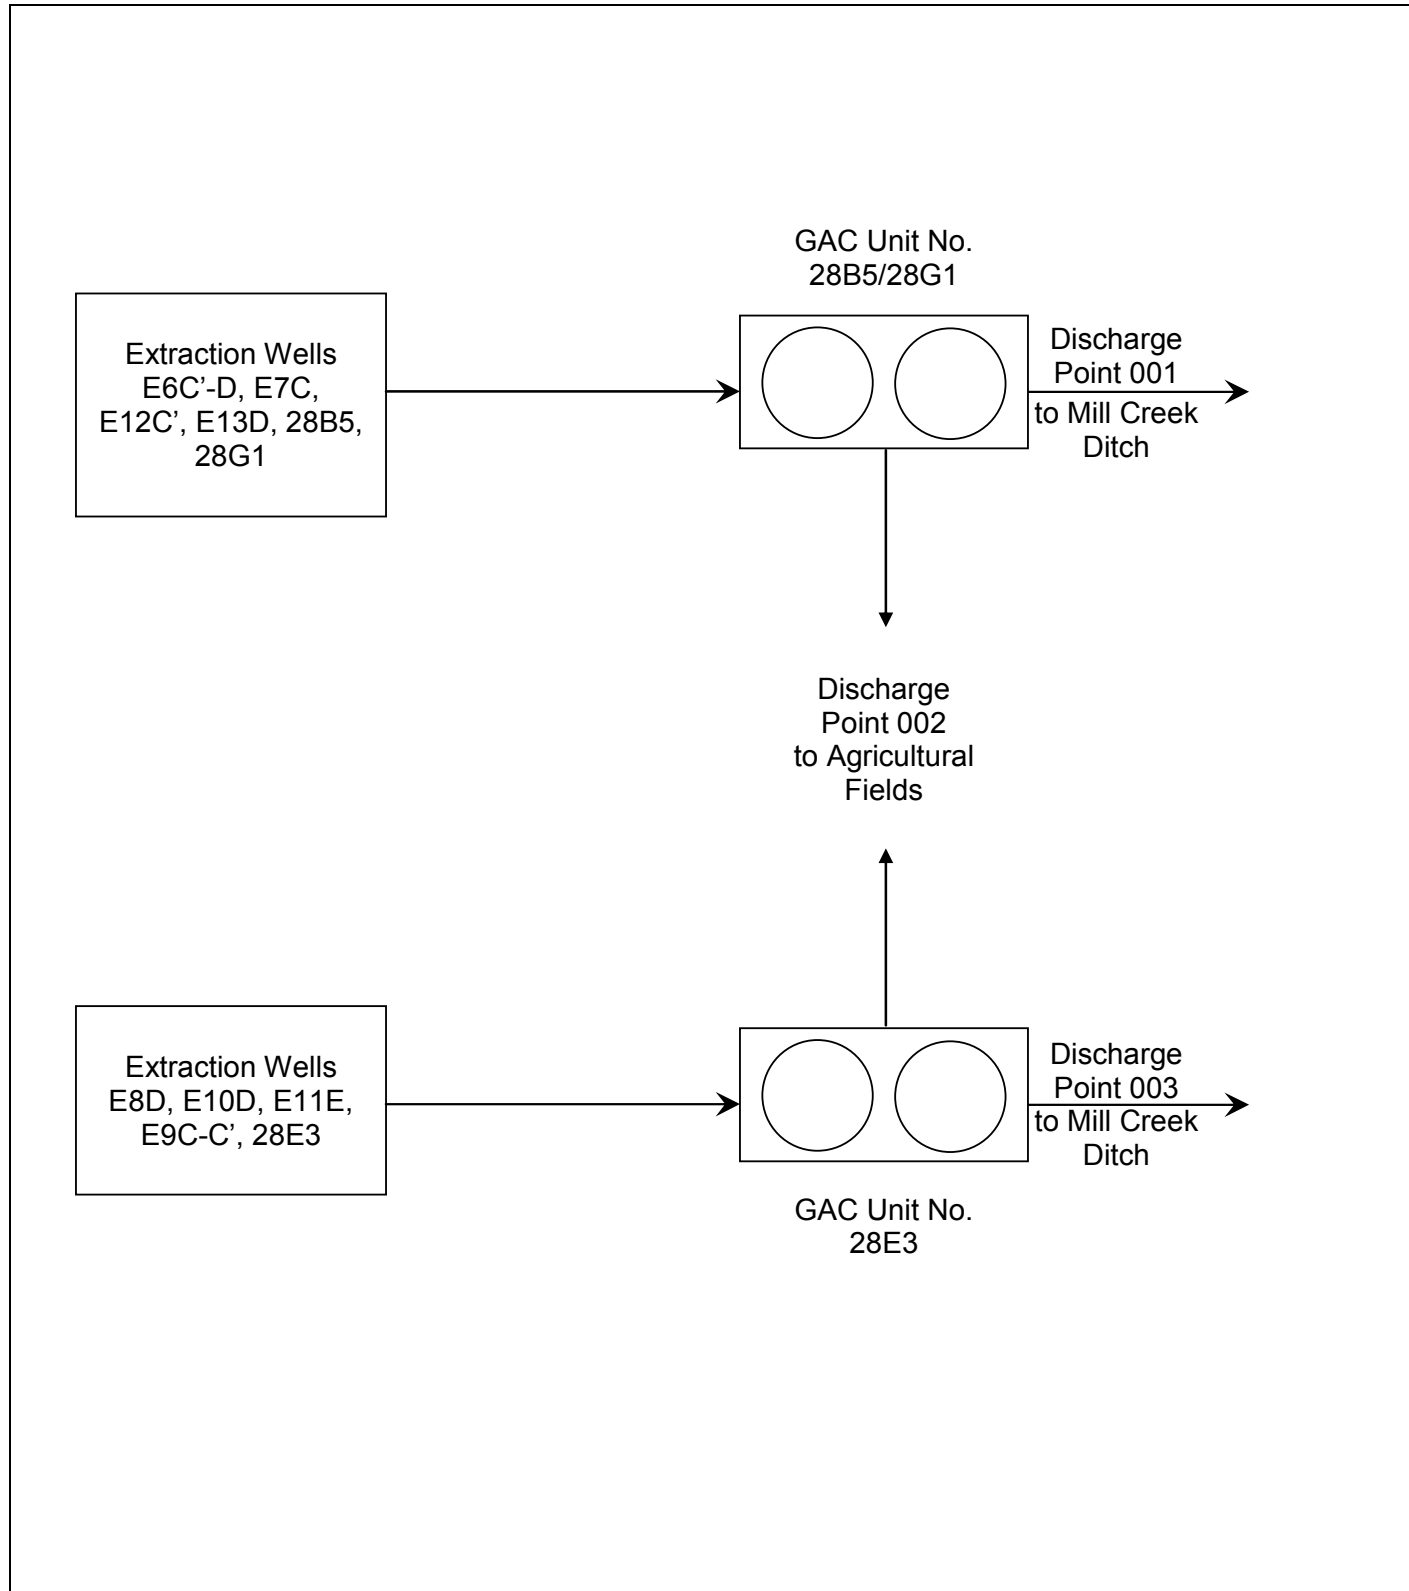 GAC Unit No.
28B5/28G1
Extraction Wells
E6C’-D, E7C,
E12C’, E13D, 28B5,
28G1
Discharge
Point 001
to Mill Creek
Ditch
Discharge
Point 002
to Agricultural
Fields
Extraction Wells
E8D, E10D, E11E,
E9C-C’, 28E3
Discharge
Point 003
to Mill Creek
Ditch
GAC Unit No.
28E3